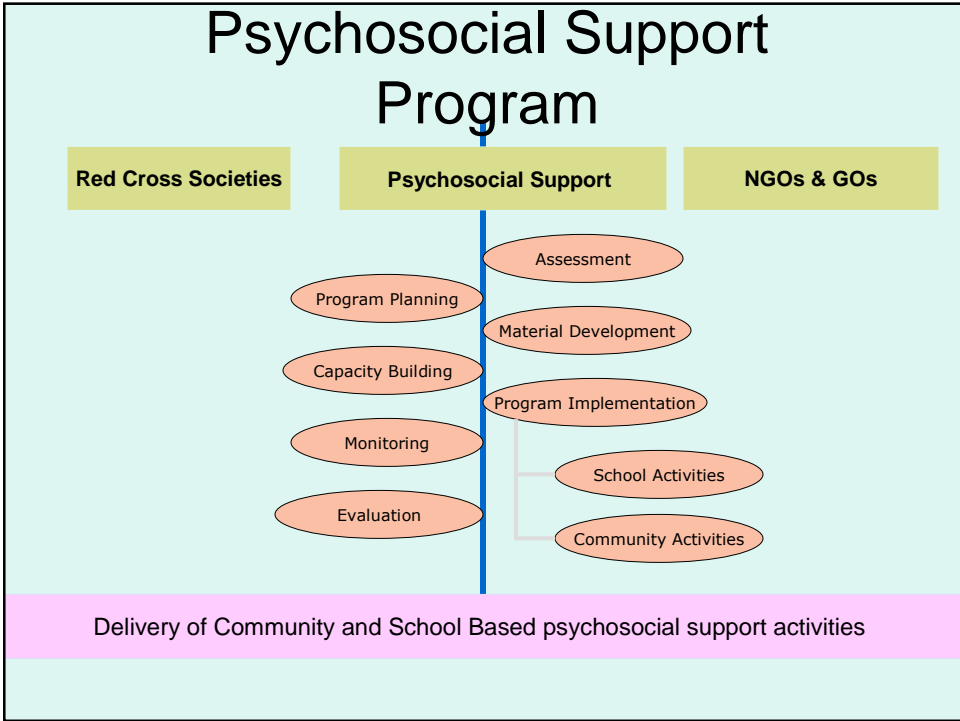 Psychosocial Support
Program
Red Cross Societies
Psychosocial Support
NGOs & GOs
Assessment
Program Planning
Material Development
Capacity Building
Program Implementation
Monitoring
School Activities
Evaluation
Community Activities
Delivery of Community and School Based psychosocial support activities